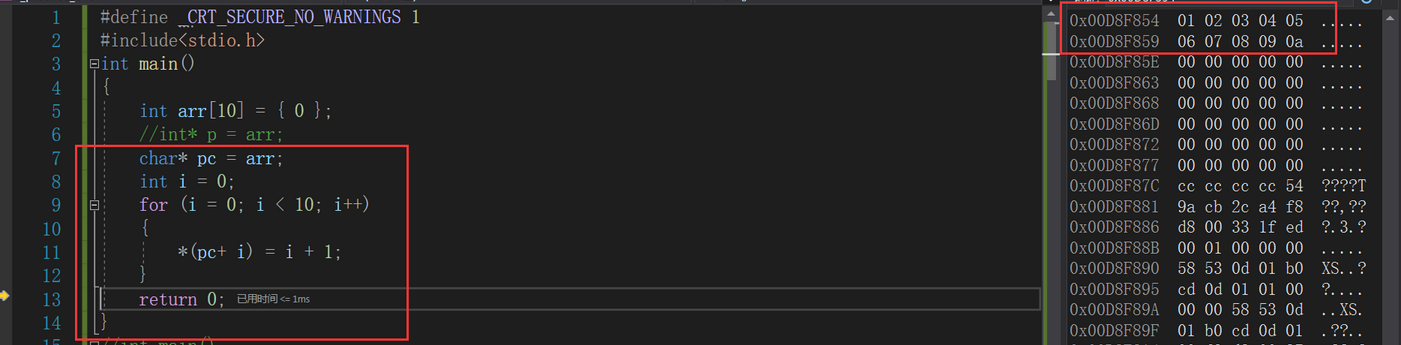 1 #define _CRT_SECURE_NO_WARNINGS 1
2 #include<stdio.h>
3 int main()
4 {
5 int arr[10] = { 0 };
6 //int* p = arr;
7 char* pc = arr;
8 int i = 0;
9 for (i = 0; i < 10; i++)
10 {
11 *(pc+ i) = i + 1;
12 }
13 return 0; 已用时间 <= 1ms
14 }
15 //int main()
0x00D8F854 01 02 03 04 05 .....
0x00D8F859 06 07 08 09 0a .....
0x00D8F85E 00 00 00 00 00 .....
0x00D8F863 00 00 00 00 00 .....
0x00D8F868 00 00 00 00 00 .....
0x00D8F86D 00 00 00 00 00 .....
0x00D8F872 00 00 00 00 00 .....
0x00D8F877 00 00 00 00 00 .....
0x00D8F87C cc cc cc cc 54 ????T
0x00D8F881 9a cb 2c a4 f8 ??,??
0x00D8F886 d8 00 33 1f ed ?.3.?
0x00D8F88B 00 01 00 00 00 .....
0x00D8F890 58 53 0d 01 b0 XS..?
0x00D8F895 cd 0d 01 01 00 ?....
0x00D8F89A 00 00 58 53 0d ..XS.
0x00D8F89F 01 b0 cd 0d 01 .??..